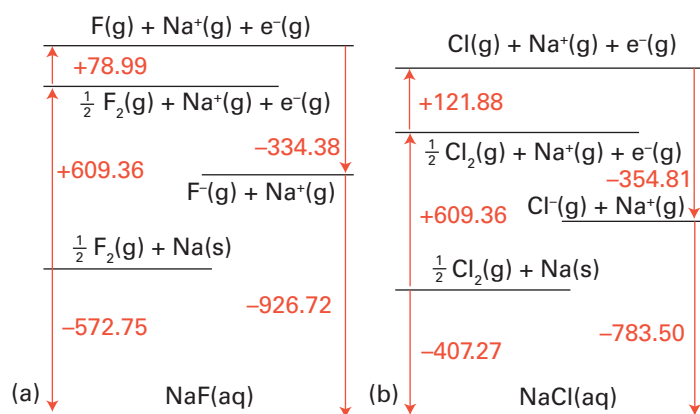 F(g) + Na⁺(g) + e⁻(g)
+78.99
½ F₂(g) + Na⁺(g) + e⁻(g)
−334.38
+609.36
F⁻(g) + Na⁺(g)
½ F₂(g) + Na(s)
−926.72
−572.75
(a)
NaF(aq)
Cl(g) + Na⁺(g) + e⁻(g)
+121.88
½ Cl₂(g) + Na⁺(g) + e⁻(g)
−354.81
+609.36
Cl⁻(g) + Na⁺(g)
½ Cl₂(g) + Na(s)
−783.50
−407.27
(b)
NaCl(aq)